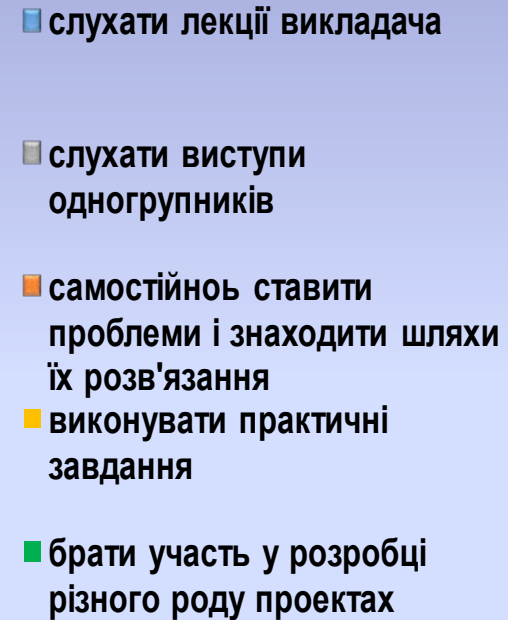 слухати лекції викладача
слухати виступи
одногрупників
самостійноь ставити
проблеми і знаходити шляхи
їх розв'язання
виконувати практичні
завдання
брати участь у розробці
різного роду проектах